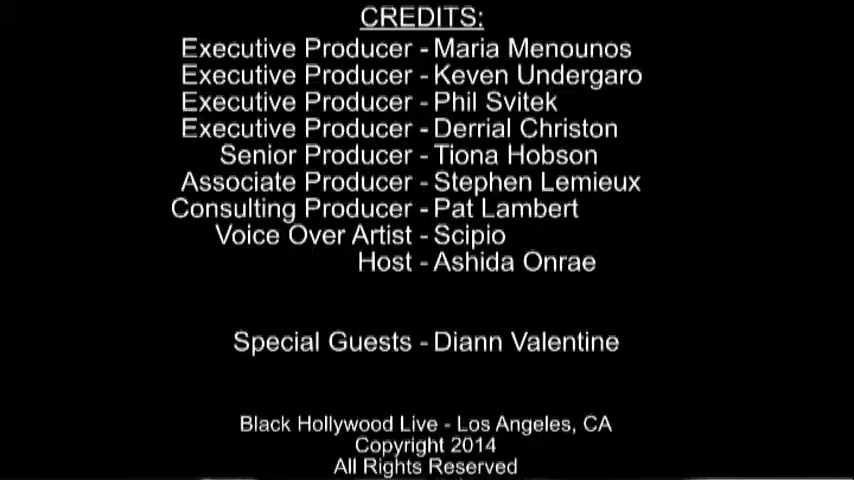 CREDITS:
Executive Producer - Maria Menounos
Executive Producer - Keven Undergaro
Executive Producer - Phil Svitek
Executive Producer - Derrial Christon
Senior Producer - Tiona Hobson
Associate Producer - Stephen Lemieux
Consulting Producer - Pat Lambert
Voice Over Artist - Scipio
Host - Ashida Onrae
Special Guests - Diann Valentine
Black Hollywood Live - Los Angeles, CA
Copyright 2014
All Rights Reserved